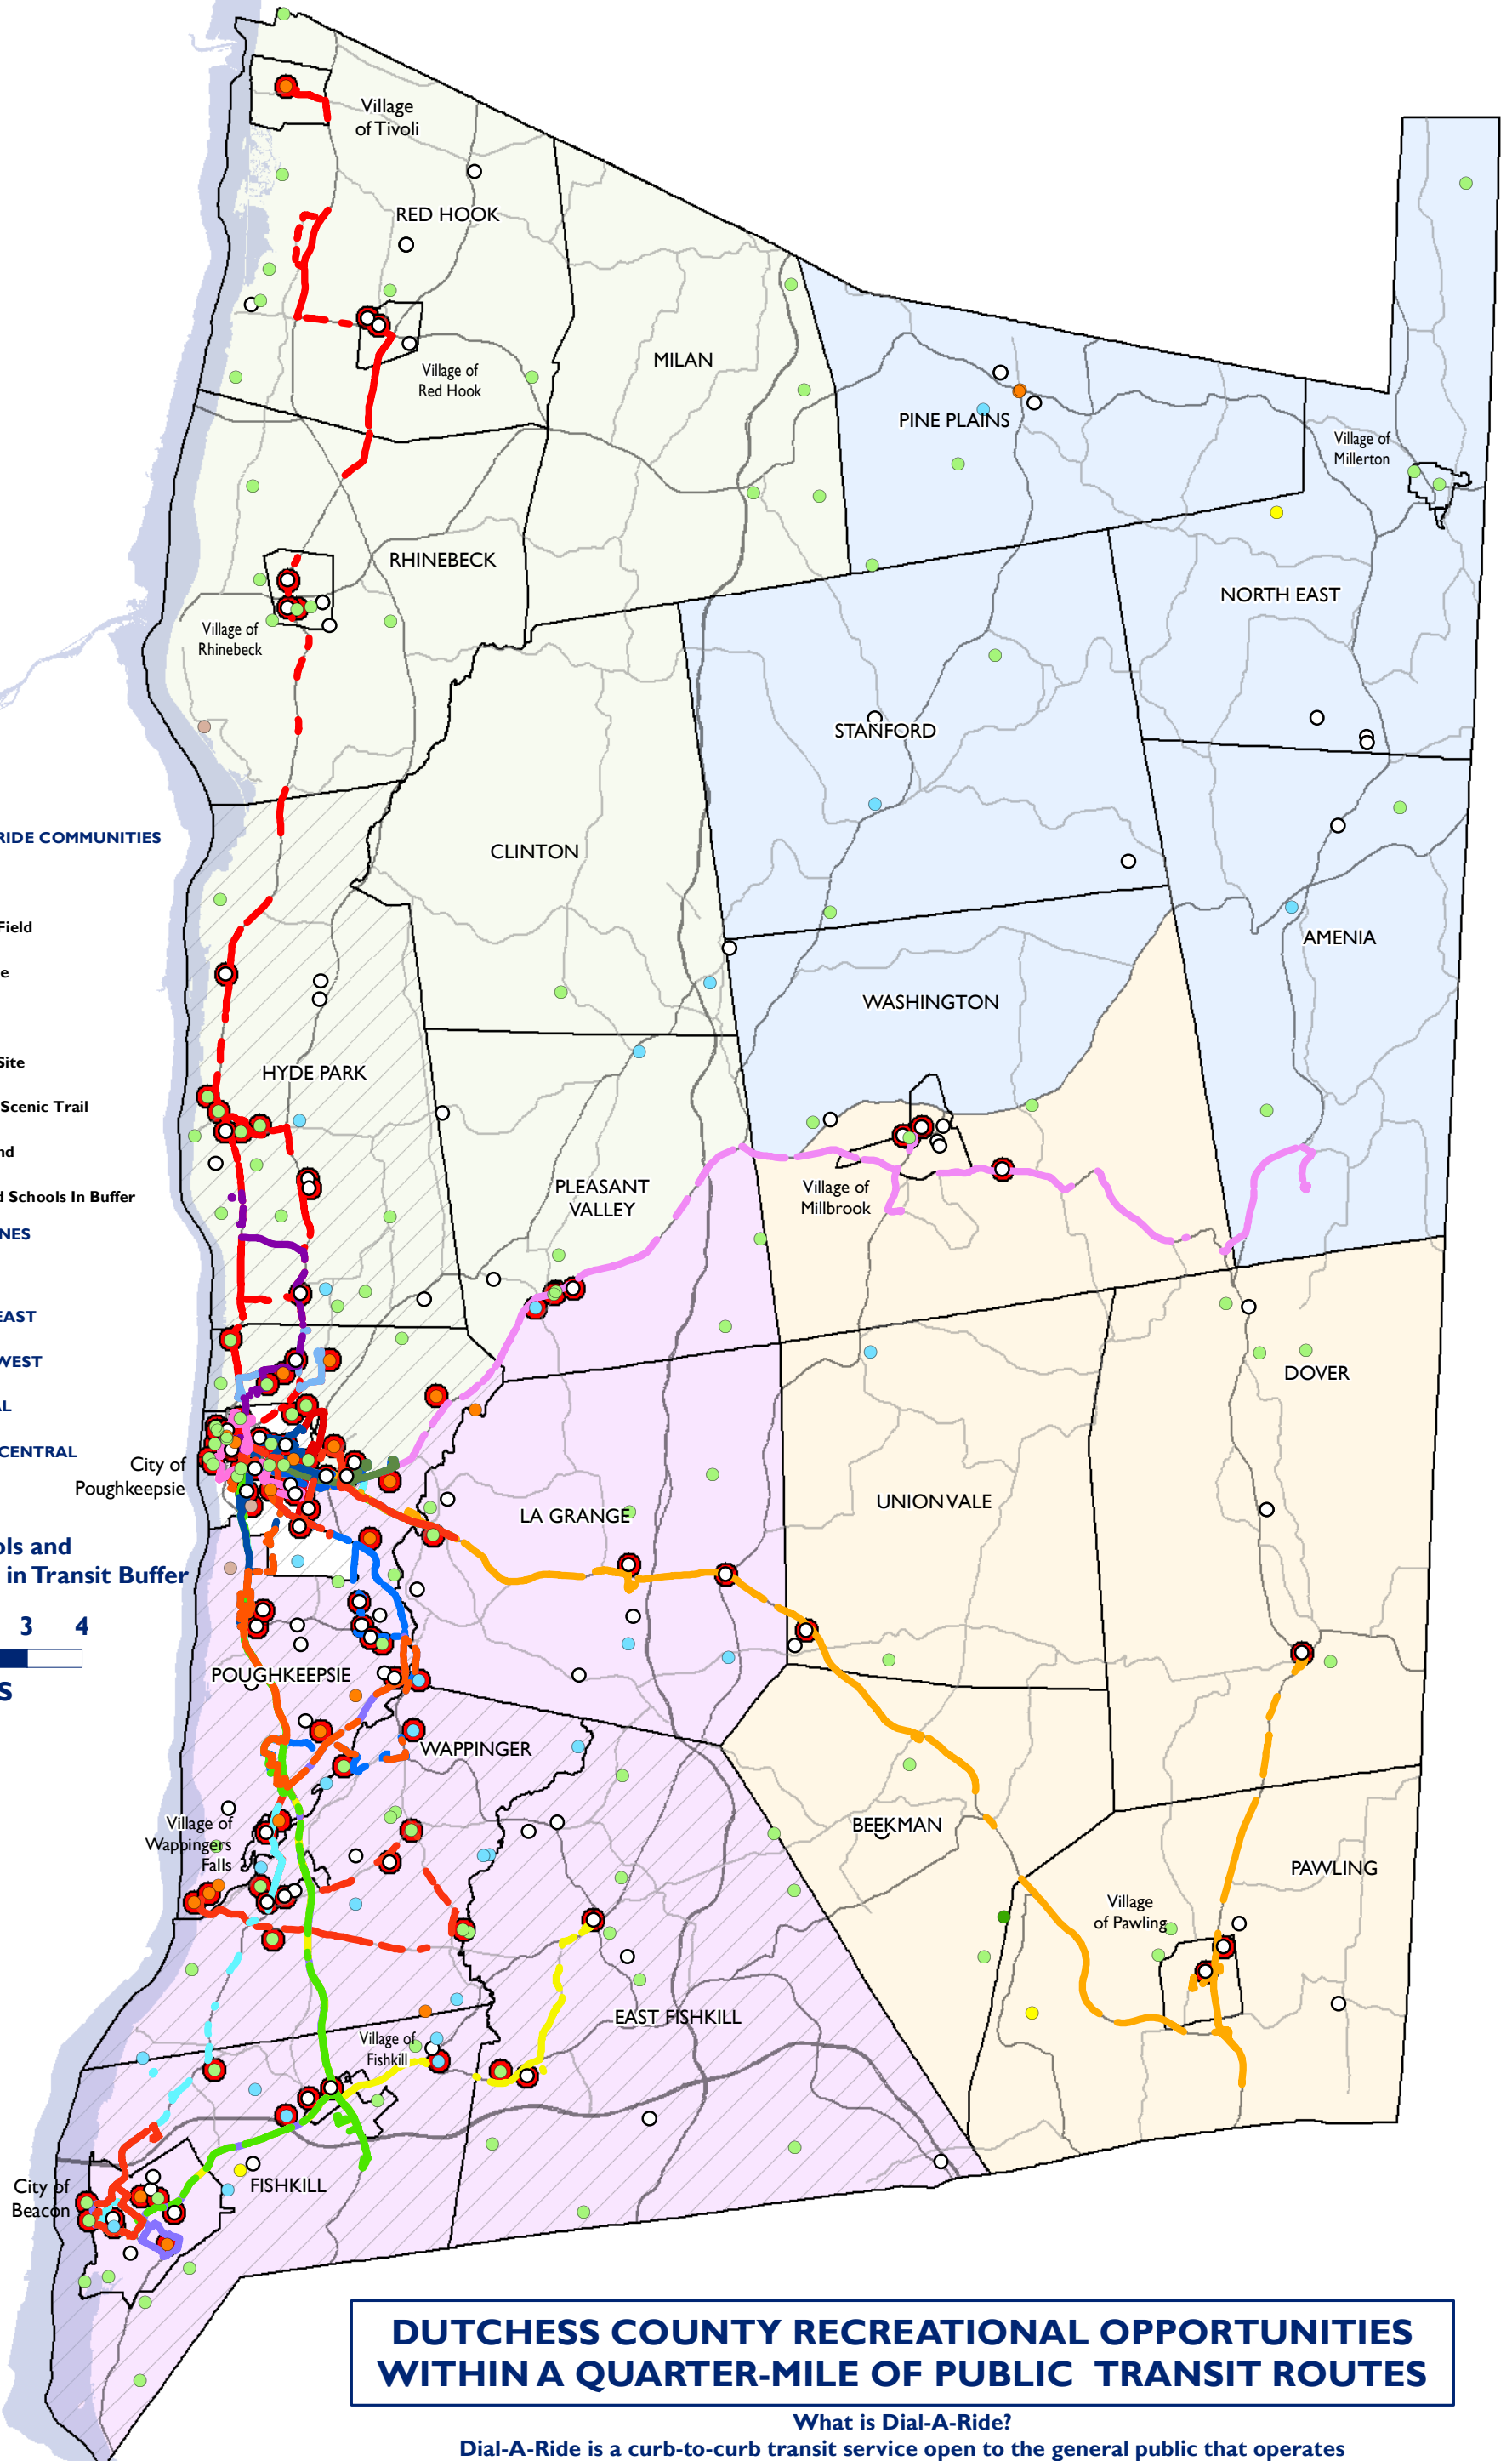 Village
of Tivoli
RED HOOK
Village of
Red Hook
MILAN
PINE PLAINS
Village of
Millerton
RHINEBECK
NORTH EAST
Village of
Rhinebeck
STANFORD
RIDE COMMUNITIES
CLINTON
Field
AMENIA
e
WASHINGTON
Site
HYDE PARK
Scenic Trail
nd
PLEASANT
VALLEY
Village of
Millbrook
d Schools In Buffer
NES
EAST
WEST
DOVER
AL
CENTRAL
City of
Poughkeepsie
LA GRANGE
UNION VALE
ols and
in Transit Buffer
3 4
S
POUGHKEEPSIE
WAPPINGER
Village of
Wappingers
Falls
BEEKMAN
PAWLING
Village
of Pawling
EAST FISHKILL
Village of
Fishkill
City of
Beacon
FISHKILL
DUTCHESS COUNTY RECREATIONAL OPPORTUNITIES
WITHIN A QUARTER-MILE OF PUBLIC TRANSIT ROUTES
What is Dial-A-Ride?
Dial-A-Ride is a curb-to-curb transit service open to the general public that operates